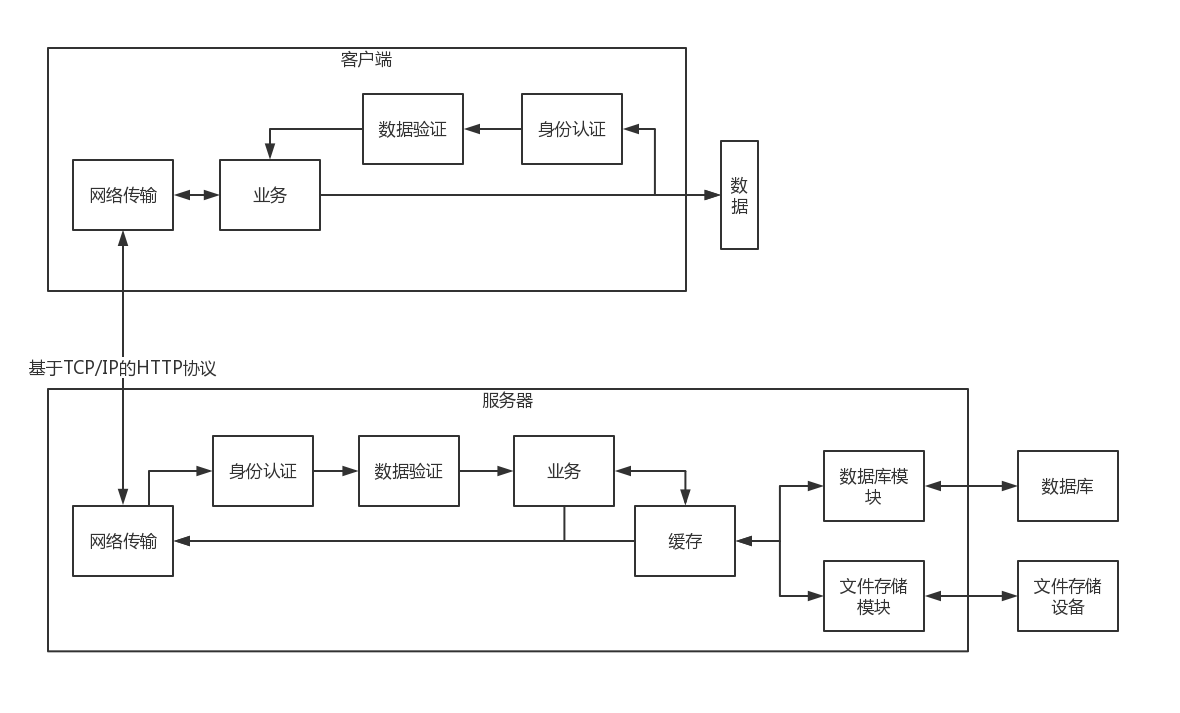 客户端
数据验证
身份认证
网络传输
业务
数
据
基于TCP/IP的HTTP协议
服务器
身份认证
数据验证
业务
数据库模
块
数据库
网络传输
缓存
文件存储
模块
文件存储
设备